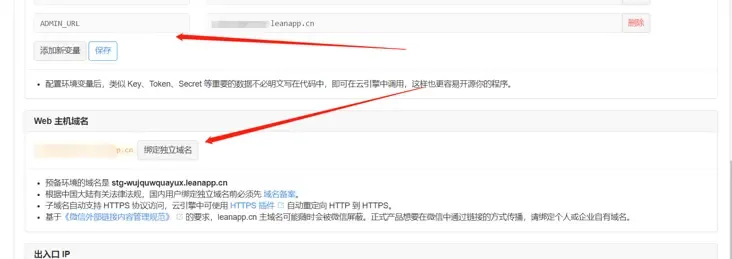 ADMIN_URL .leanapp.cn 删除
添加新变量 保存
配置环境变量后，类似 Key、Token、Secret 等重要的数据不必明文写在代码中，即可在云引擎中调用，这样也更容易开源你的程序。
Web 主机域名
p.cn 绑定独立域名
预备环境的域名是 stg-wujquwquayux.leanapp.cn
根据中国大陆有关法律法规，国内用户绑定独立域名前必须先 域名备案。
子域名自动支持 HTTPS 协议访问，云引擎中可使用 HTTPS 插件 自动重定向 HTTP 到 HTTPS。
基于《微信外部链接内容管理规范》 的要求，leanapp.cn 主域名可能随时会被微信屏蔽。正式产品想要在微信中通过链接的方式传播，请绑定个人或企业自有域名。
出入口 IP